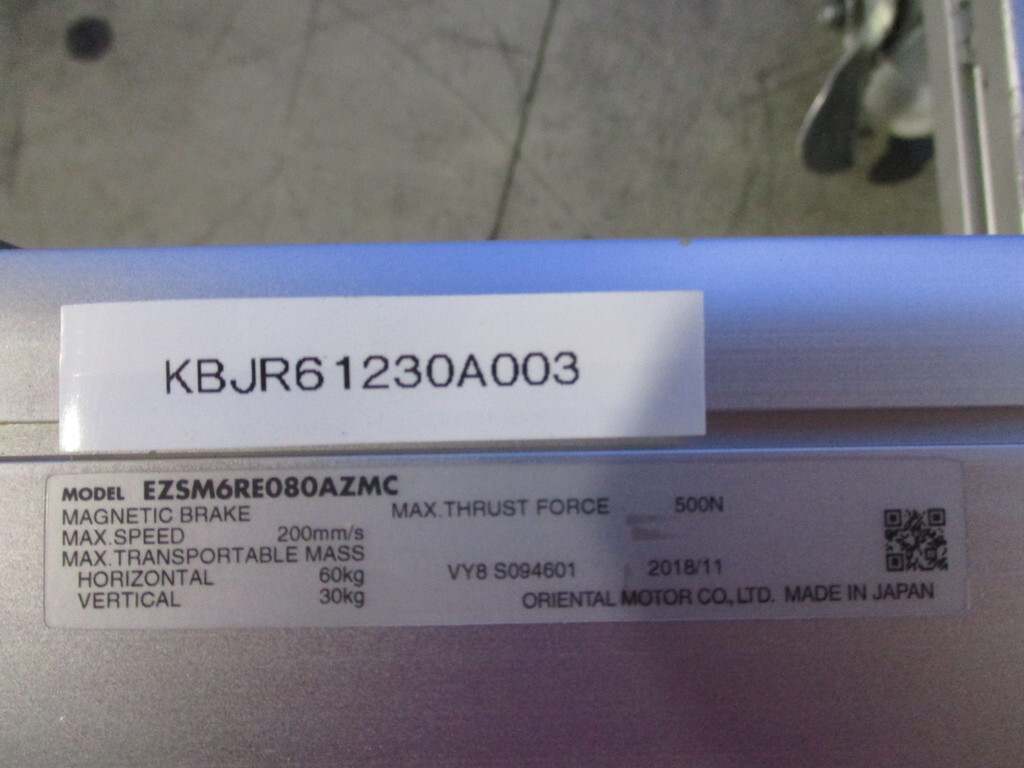 KBJR61230A003
MODEL EZSM6RE080AZMC
MAGNETIC BRAKE MAX.THRUST FORCE 500N
MAX.SPEED 200mm/s
MAX.TRANSPORTABLE MASS
HORIZONTAL 60kg VY8 S094601 2018/11
VERTICAL 30kg ORIENTAL MOTOR CO.,LTD. MADE IN JAPAN